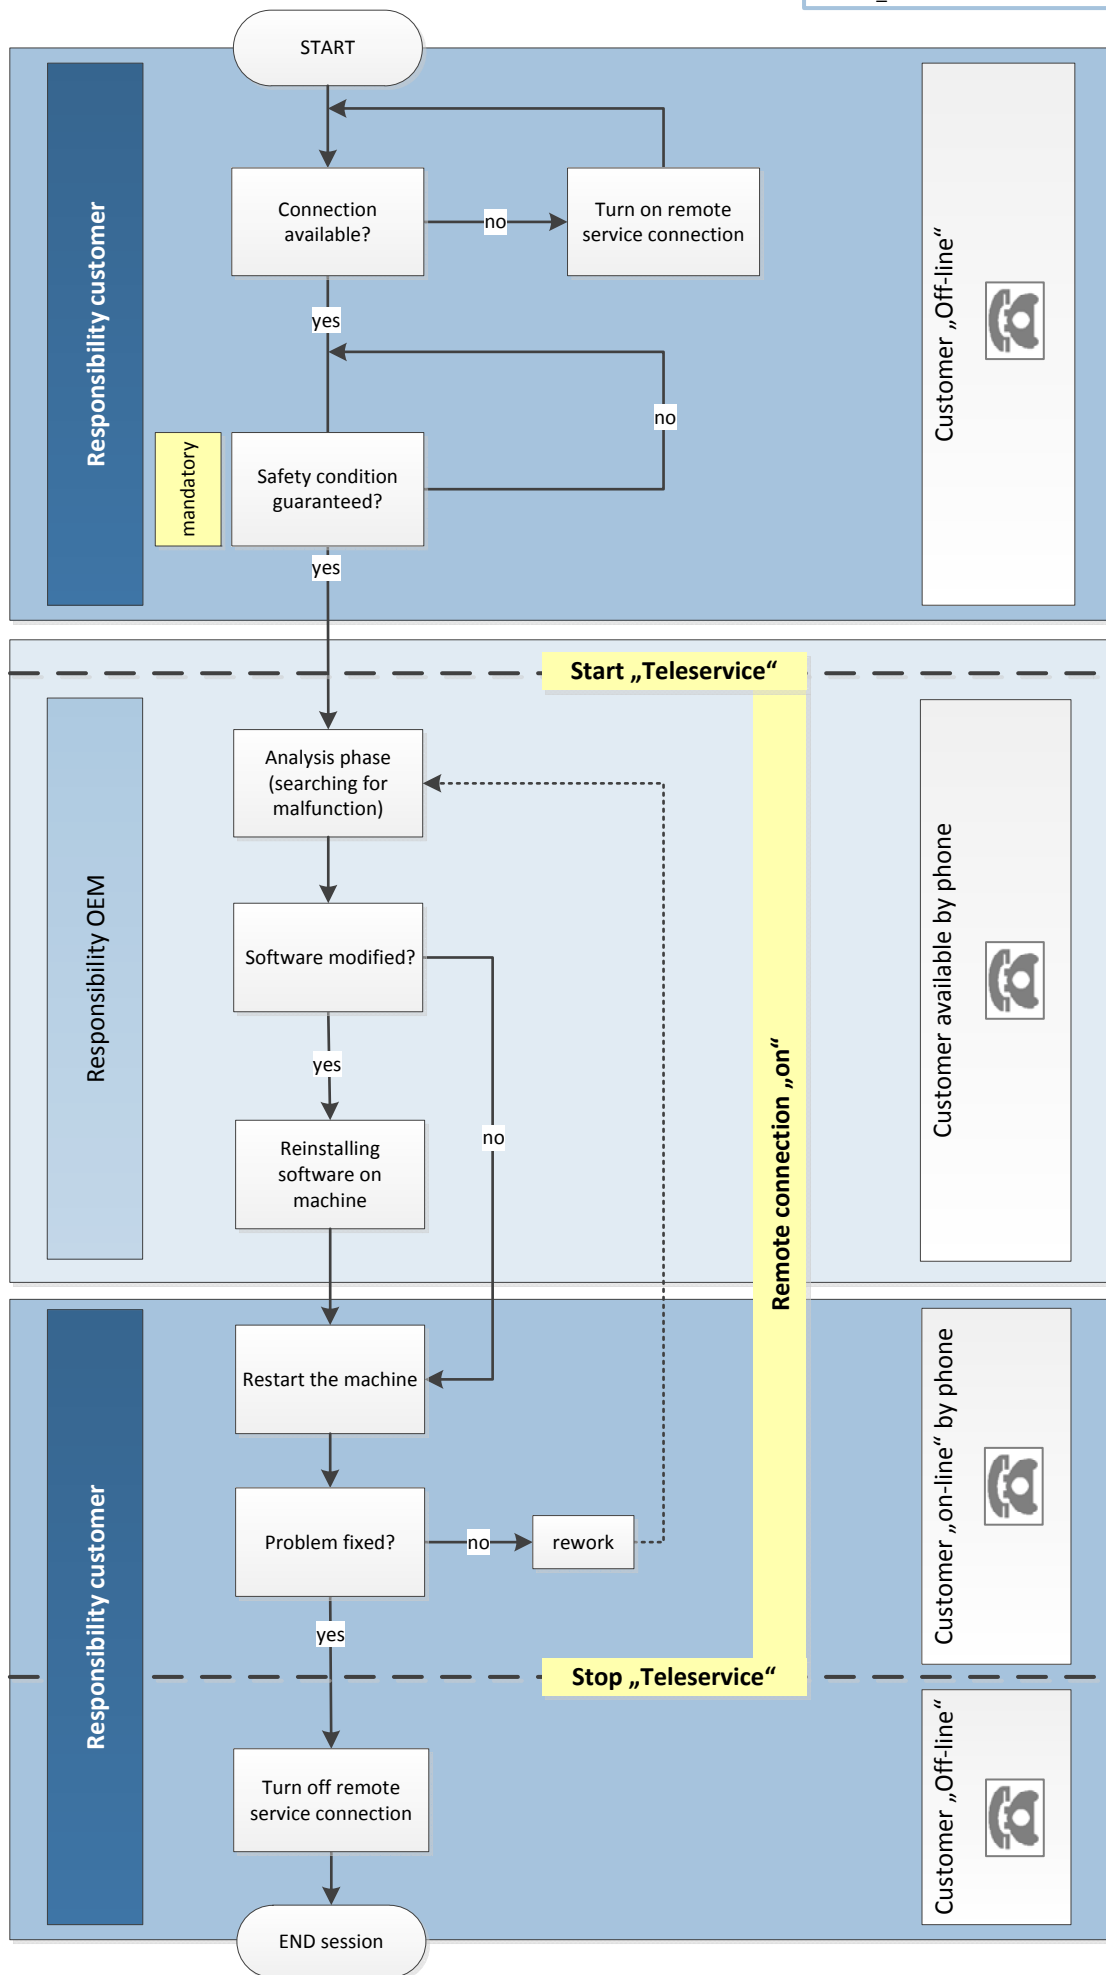 START
Responsibility customer
Connection
available?
no
Turn on remote
service connection
Customer „Off-line“
yes
no
mandatory
Safety condition
guaranteed?
yes
Start „Teleservice“
Responsibility OEM
Analysis phase
(searching for
malfunction)
Customer available by phone
Software modified?
yes
no
Reinstalling
software on
machine
Remote connection „on“
Responsibility customer
Restart the machine
Customer „on-line“ by phone
Problem fixed?
no
rework
yes
Stop „Teleservice“
Turn off remote
service connection
Customer „Off-line“
END session